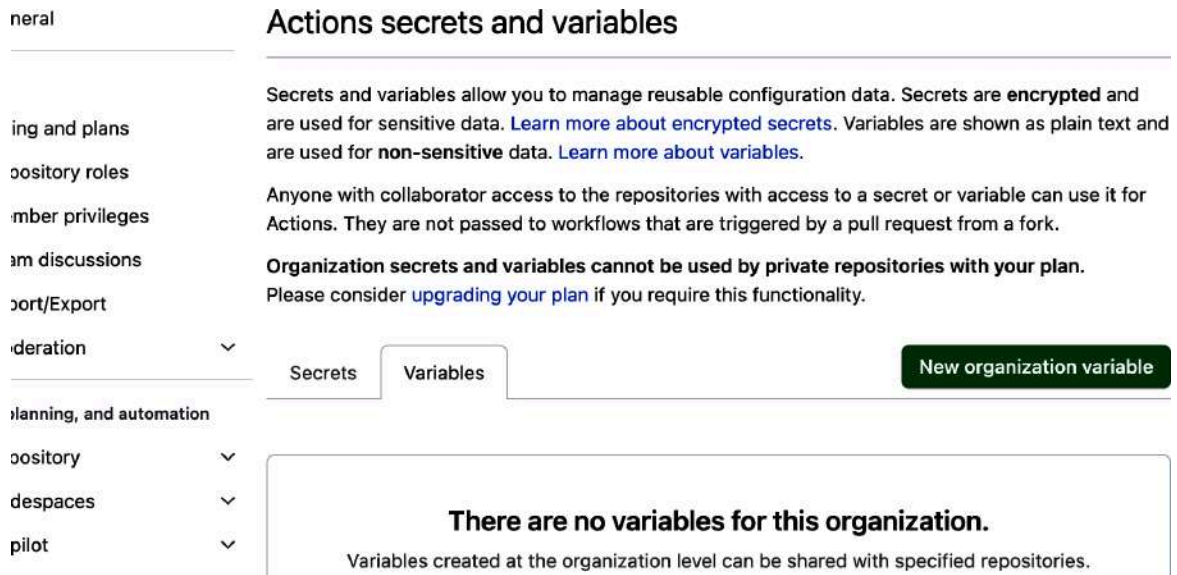 neral
ing and plans
pository roles
mber privileges
am discussions
port/Export
deration
planning, and automation
pository
despaces
pilot
Actions secrets and variables
Secrets and variables allow you to manage reusable configuration data. Secrets are encrypted and
are used for sensitive data. Learn more about encrypted secrets. Variables are shown as plain text and
are used for non-sensitive data. Learn more about variables.
Anyone with collaborator access to the repositories with access to a secret or variable can use it for
Actions. They are not passed to workflows that are triggered by a pull request from a fork.
Organization secrets and variables cannot be used by private repositories with your plan.
Please consider upgrading your plan if you require this functionality.
Secrets
Variables
New organization variable
There are no variables for this organization.
Variables created at the organization level can be shared with specified repositories.